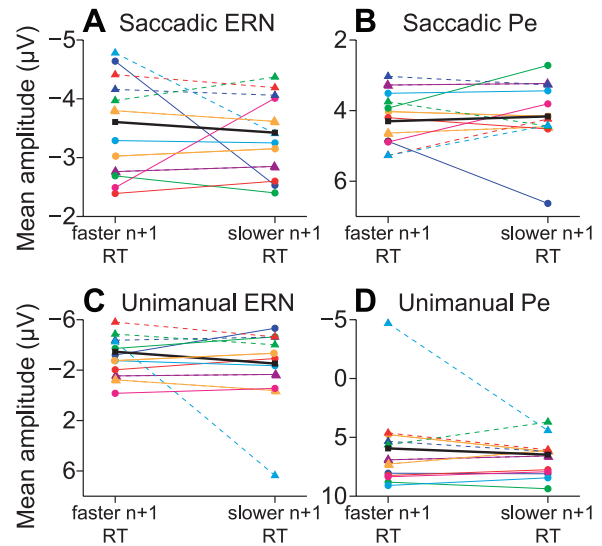 A Saccadic ERN
B Saccadic Pe
Mean amplitude (µV)
−5
−4
−3
−2
2
4
6
faster n+1 RT
slower n+1 RT
faster n+1 RT
slower n+1 RT
C Unimanual ERN
D Unimanual Pe
Mean amplitude (µV)
−6
−2
2
6
−5
0
5
10
faster n+1 RT
slower n+1 RT
faster n+1 RT
slower n+1 RT